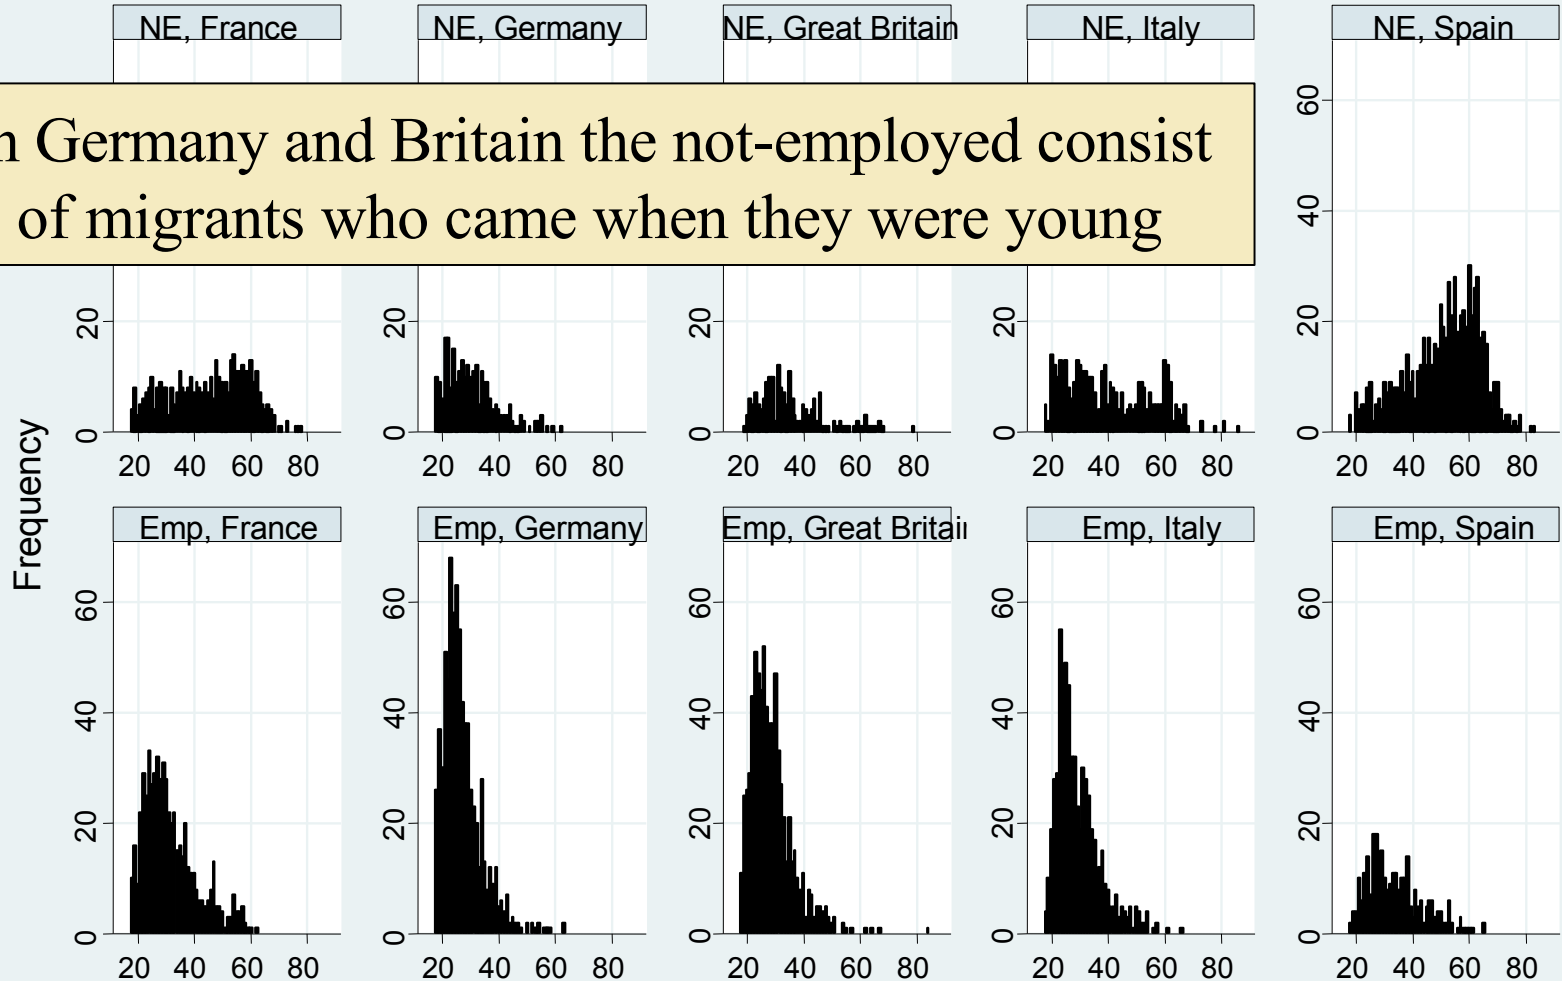 NE, France
NE, Germany
NE, Great Britain
NE, Italy
NE, Spain
Germany and Britain the not-employed consist
of migrants who came when they were young
60
40
20 20 20 20 20
0 0 0 0 0
20 40 60 80 20 40 60 80 20 40 60 80 20 40 60 80 20 40 60 80
Frequency
Emp, France
Emp, Germany
Emp, Great Britain
Emp, Italy
Emp, Spain
60 60 60 60 60
40 40 40 40 40
20 20 20 20 20
0 0 0 0 0
20 40 60 80 20 40 60 80 20 40 60 80 20 40 60 80 20 40 60 80